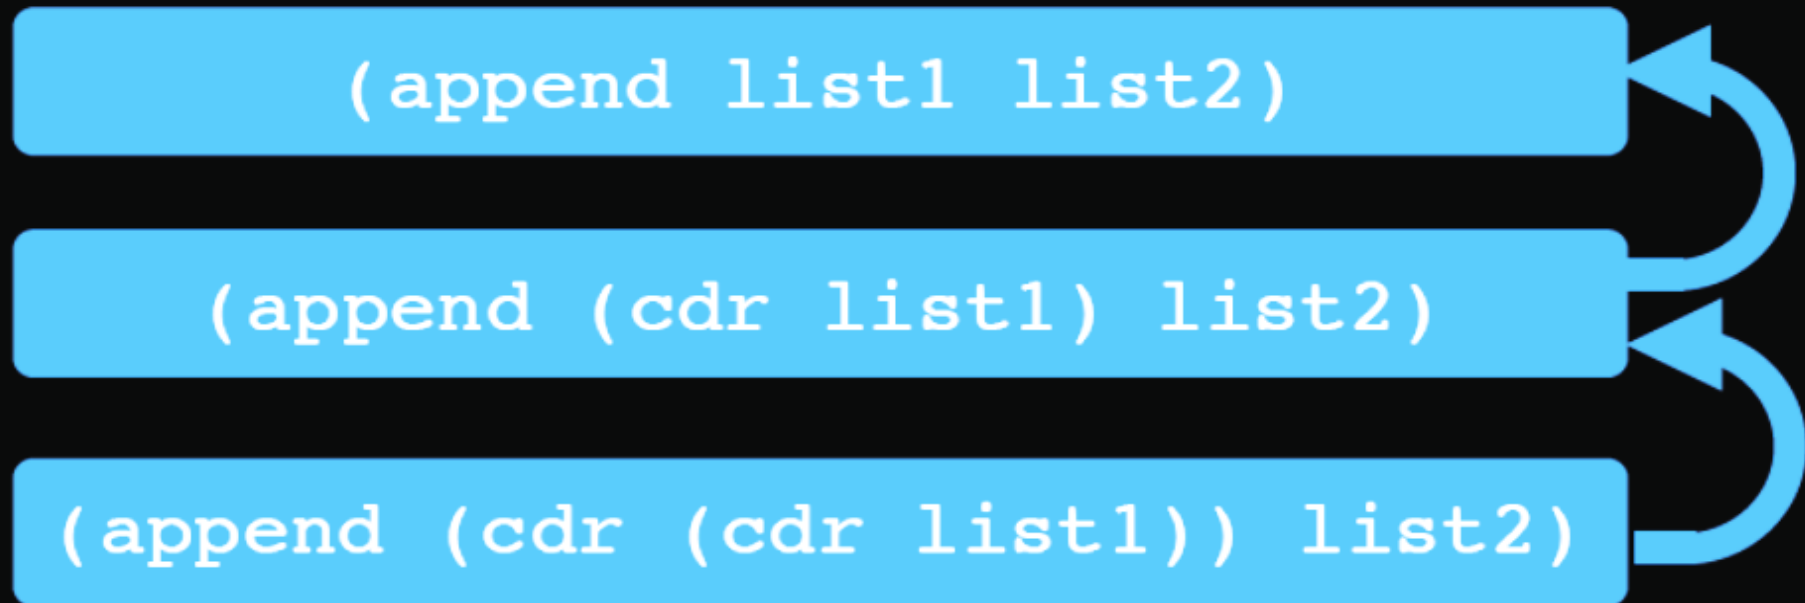 (append list1 list2)
(append (cdr list1) list2)
(append (cdr (cdr list1)) list2)